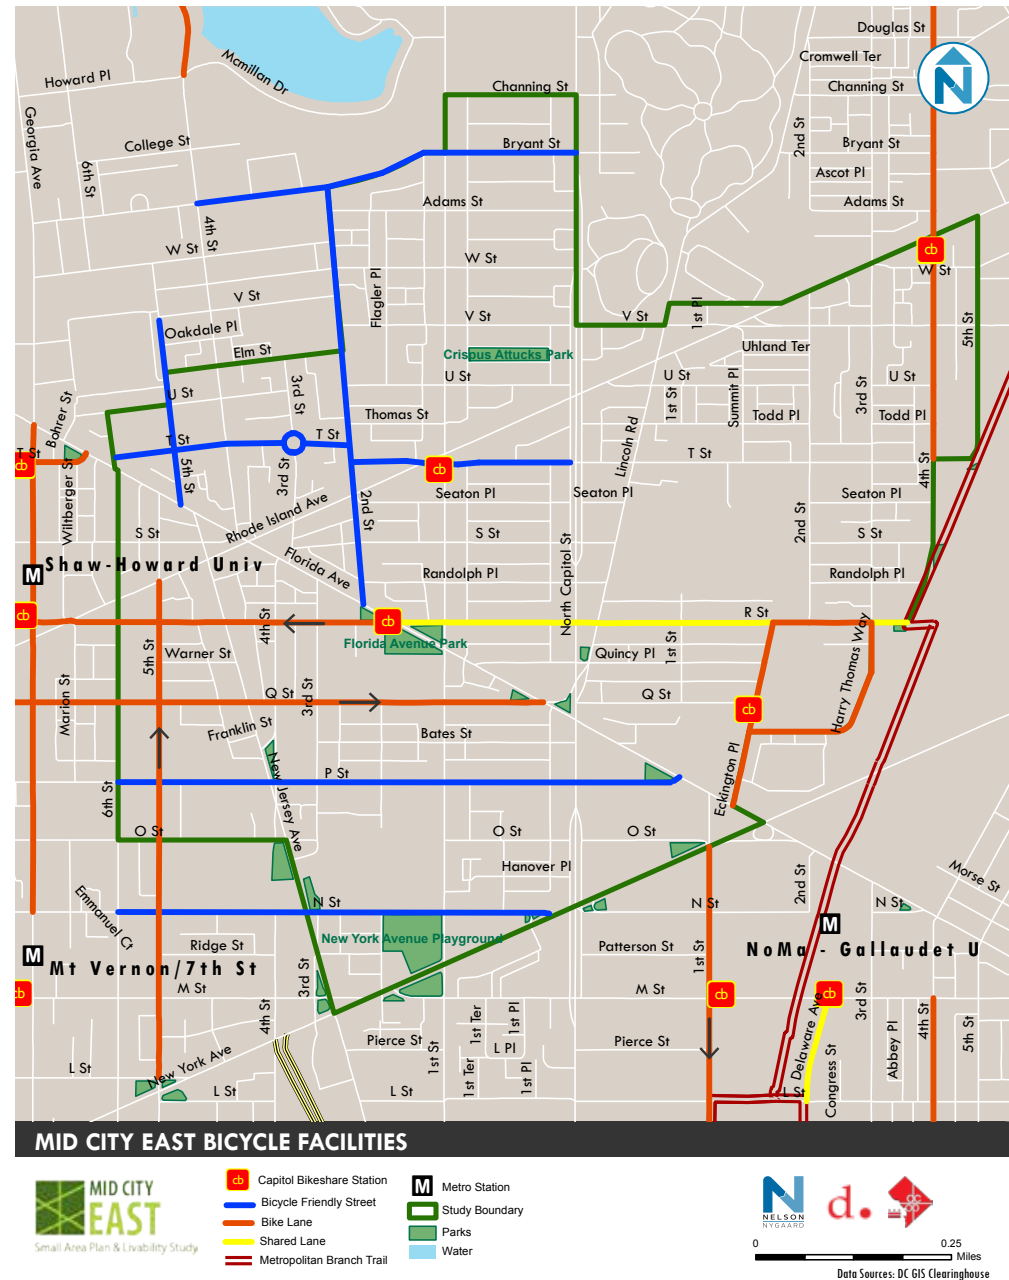 Douglas St
Cromwell Ter
Mcmillan Dr
Howard Pl
Channing St
Channing St
N
Georgia Ave
College St
6th St
Bryant St
2nd St
Bryant St
Ascot Pl
Adams St
Adams St
4th St
W St
W St
cb
W St
Flagler Pl
V St
V St
V St
1st Pl
Oakdale Pl
5th St
Elm St
Crispus Attucks Park
Uhland Ter
U St
3rd St
U St
U St
1st St
Summit Pl
3rd St
U St
Bohrer St
Thomas St
Todd Pl
Todd Pl
T St
T St
T St
cb
Wiltberger St
5th St
3rd St
cb
Lincoln Rd
T St
4th St
2nd St
Seaton Pl
Seaton Pl
Seaton Pl
Rhode Island Ave
S St
S St
2nd St
S St
M
Shaw-Howard Univ
Florida Ave
Randolph Pl
North Capitol St
Randolph Pl
cb
4th St
cb
R St
Florida Avenue Park
5th St
Warner St
Quincy Pl
1st St
Harry Thomas Way
Marion St
Q St
3rd St
Q St
cb
Franklin St
Bates St
New Jersey Ave
P St
Eckington Pl
6th St
O St
O St
O St
Hanover Pl
2nd St
Morse St
Emmanuel Ct
N St
N St
N St
M
New York Avenue Playground
Ridge St
Patterson St
1st St
NoMa - Gallaudet U
M
Mt Vernon/7th St
3rd St
cb
M St
M St
cb
cb
4th St
1st Ter
1st Pl
Delaware Ave
3rd St
4th St
Pierce St
1st St
L Pl
Pierce St
Abbey Pl
5th St
New York Ave
L St
L St
L St
1st Ter
1st Pl
L St
Congress St
MID CITY EAST BICYCLE FACILITIES
MID CITY
EAST
Small Area Plan & Livability Study
cb
Capitol Bikeshare Station
Bicycle Friendly Street
Bike Lane
Shared Lane
Metropolitan Branch Trail
M
Metro Station
Study Boundary
Parks
Water
N
NELSON
NYGAARD
d.
0
0.25
Miles
Data Sources: DC GIS Clearinghouse